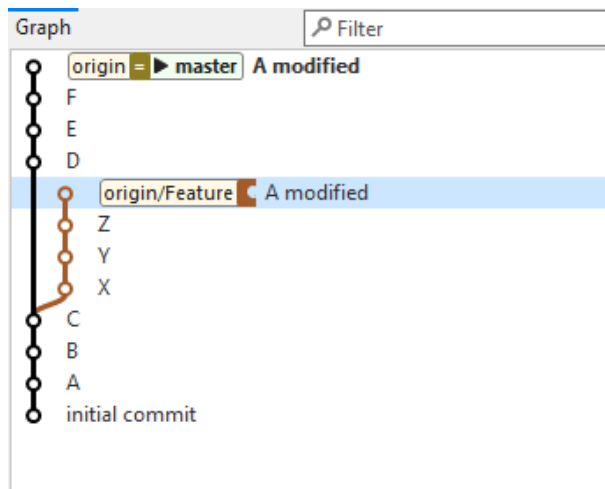 Graph
Filter
origin = master A modified
F
E
D
origin/Feature A modified
Z
Y
X
C
B
A
initial commit